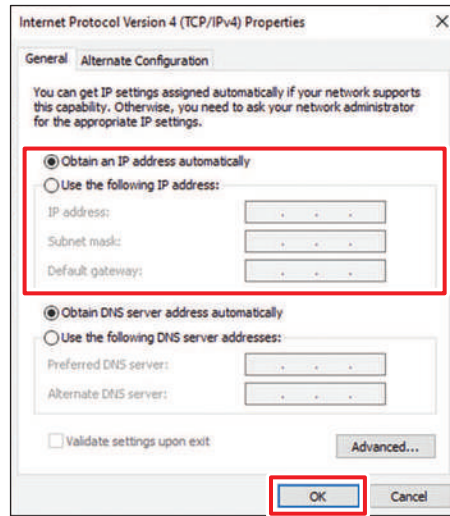 Internet Protocol Version 4 (TCP/IPv4) Properties
General Alternate Configuration
You can get IP settings assigned automatically if your network supports
this capability. Otherwise, you need to ask your network administrator
for the appropriate IP settings.
Obtain an IP address automatically
Use the following IP address:
IP address:
Subnet mask:
Default gateway:
Obtain DNS server address automatically
Use the following DNS server addresses:
Preferred DNS server:
Alternate DNS server:
Validate settings upon exit
Advanced...
OK Cancel